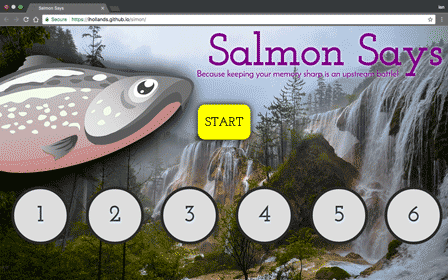 Salmon Says
Secure https://lhollands.github.io/simon/
Salmon Says
Because keeping your memory sharp is an upstream battle!
START
1 2 3 4 5 6